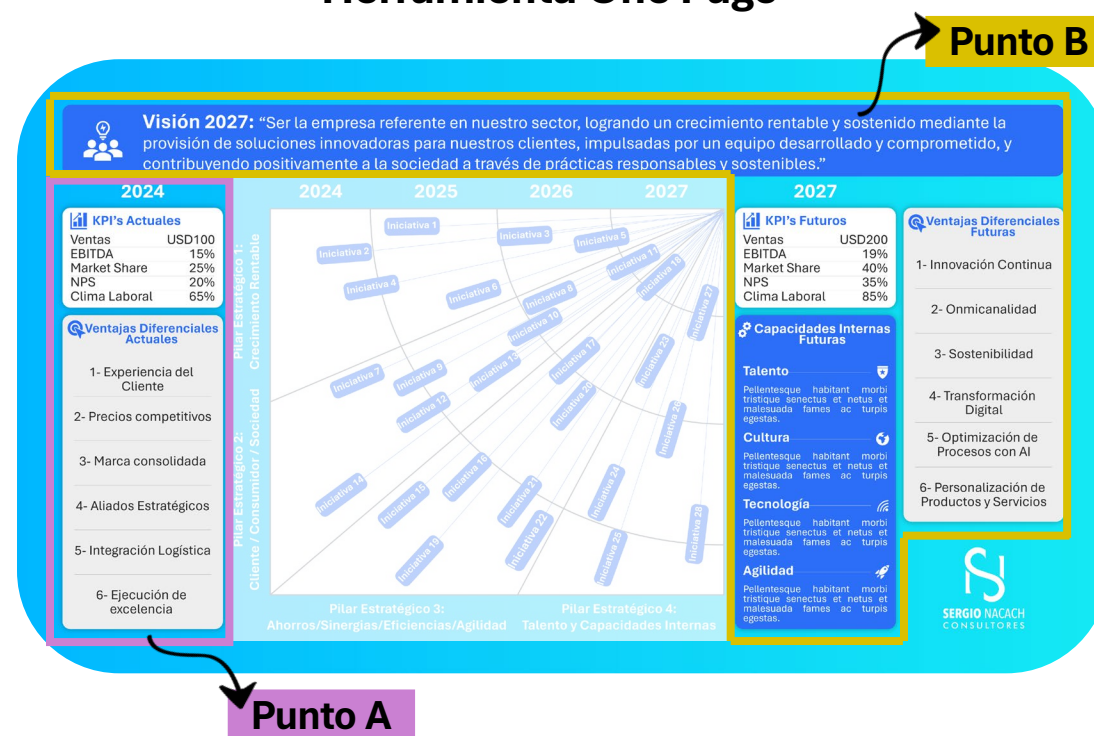 Herramienta One Page
Punto B
Visión 2027: “Ser la empresa referente en nuestro sector, logrando un crecimiento rentable y sostenido mediante la
provisión de soluciones innovadoras para nuestros clientes, impulsadas por un equipo desarrollado y comprometido, y
contribuyendo positivamente a la sociedad a través de prácticas responsables y sostenibles.”
2024
KPI’s Actuales
Ventas USD100
EBITDA 15%
Market Share 25%
NPS 20%
Clima Laboral 65%
Ventajas Diferenciales
Actuales
1- Experiencia del
Cliente
2- Precios competitivos
3- Marca consolidada
4- Aliados Estratégicos
5- Integración Logística
6- Ejecución de
excelencia
2024 2025 2026 2027
Pilar Estratégico 1:
Crecimiento Rentable
Pilar Estratégico 2:
Cliente / Consumidor / Sociedad
Iniciativa 1
Iniciativa 2
Iniciativa 3
Iniciativa 4
Iniciativa 5
Iniciativa 6
Iniciativa 7
Iniciativa 8
Iniciativa 9
Iniciativa 10
Iniciativa 11
Iniciativa 12
Iniciativa 13
Iniciativa 14
Iniciativa 15
Iniciativa 16
Iniciativa 17
Iniciativa 18
Iniciativa 19
Iniciativa 20
Iniciativa 21
Iniciativa 22
Iniciativa 23
Iniciativa 24
Iniciativa 25
Iniciativa 27
Iniciativa 28
Pilar Estratégico 3:
Ahorros/Sinergias/Eficiencias/Agilidad
Pilar Estratégico 4:
Talento y Capacidades Internas
2027
KPI’s Futuros
Ventas USD200
EBITDA 19%
Market Share 40%
NPS 35%
Clima Laboral 85%
Capacidades Internas
Futuras
Talento
Pellentesque habitant morbi
tristique senectus et netus et
malesuada fames ac turpis
egestas.
Cultura
Pellentesque habitant morbi
tristique senectus et netus et
malesuada fames ac turpis
egestas.
Tecnología
Pellentesque habitant morbi
tristique senectus et netus et
malesuada fames ac turpis
egestas.
Agilidad
Pellentesque habitant morbi
tristique senectus et netus et
malesuada fames ac turpis
egestas.
Ventajas Diferenciales
Futuras
1- Innovación Continua
2- Onmicanalidad
3- Sostenibilidad
4- Transformación
Digital
5- Optimización de
Procesos con AI
6- Personalización de
Productos y Servicios
SERGIO NACACH
CONSULTORES
Punto A